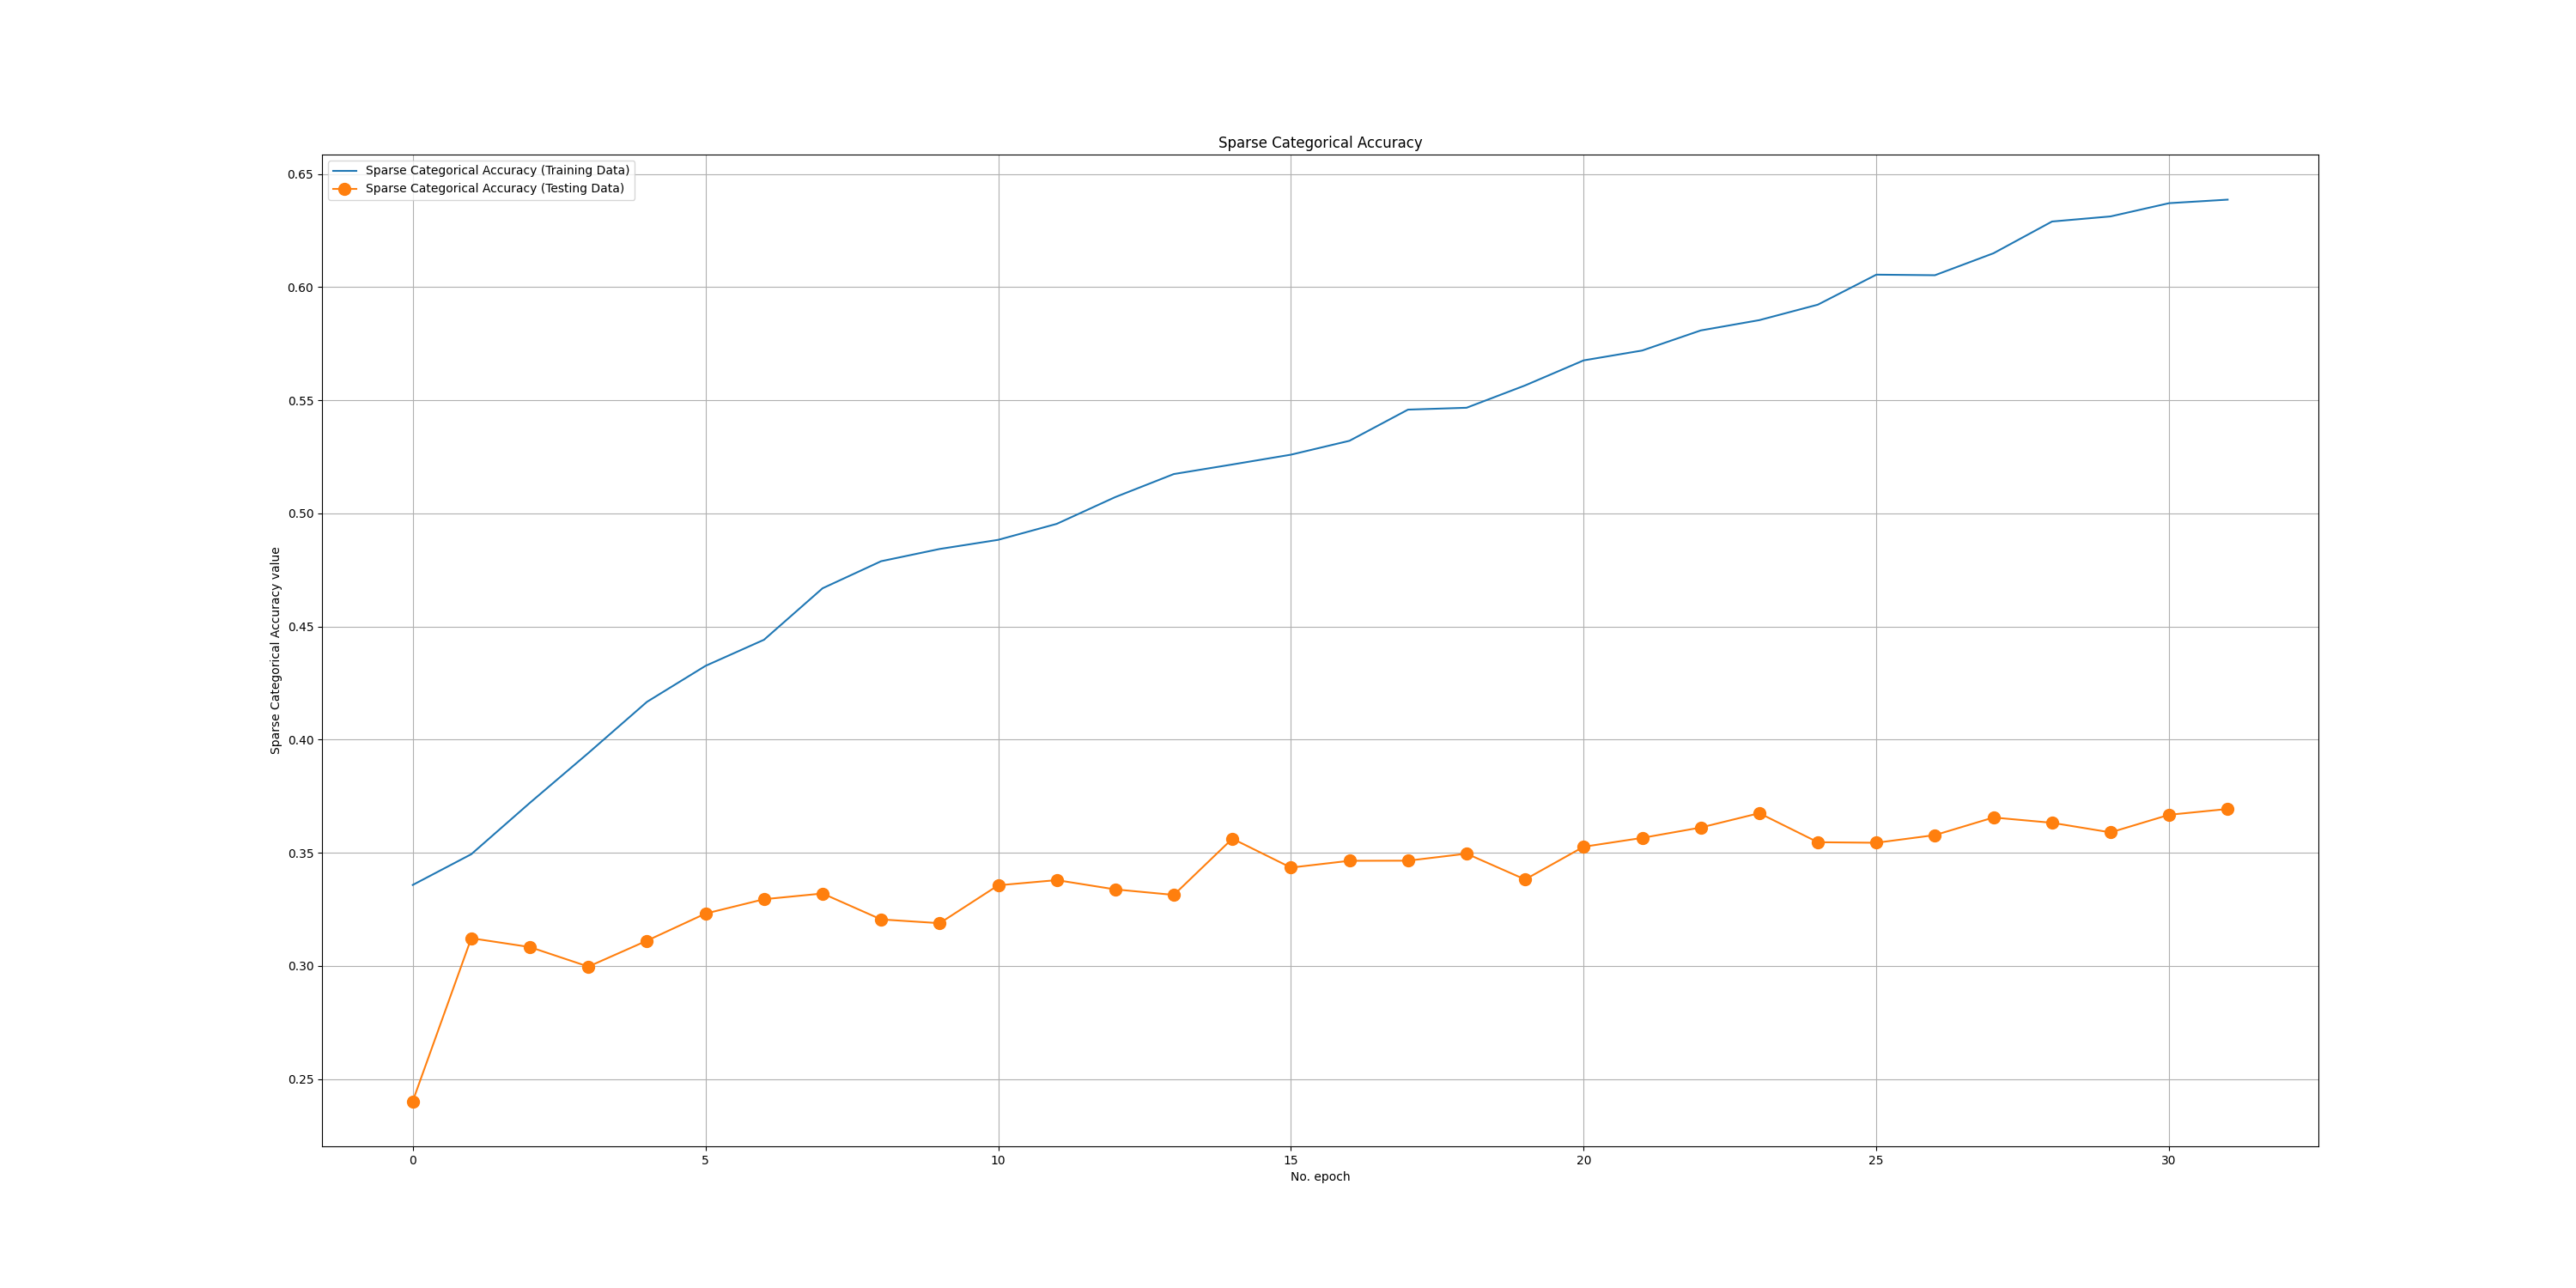 Sparse Categorical Accuracy
Sparse Categorical Accuracy (Training Data)
Sparse Categorical Accuracy (Testing Data)
Sparse Categorical Accuracy value
0.65
0.60
0.55
0.50
0.45
0.40
0.35
0.30
0.25
0 5 10 15 20 25 30
No. epoch